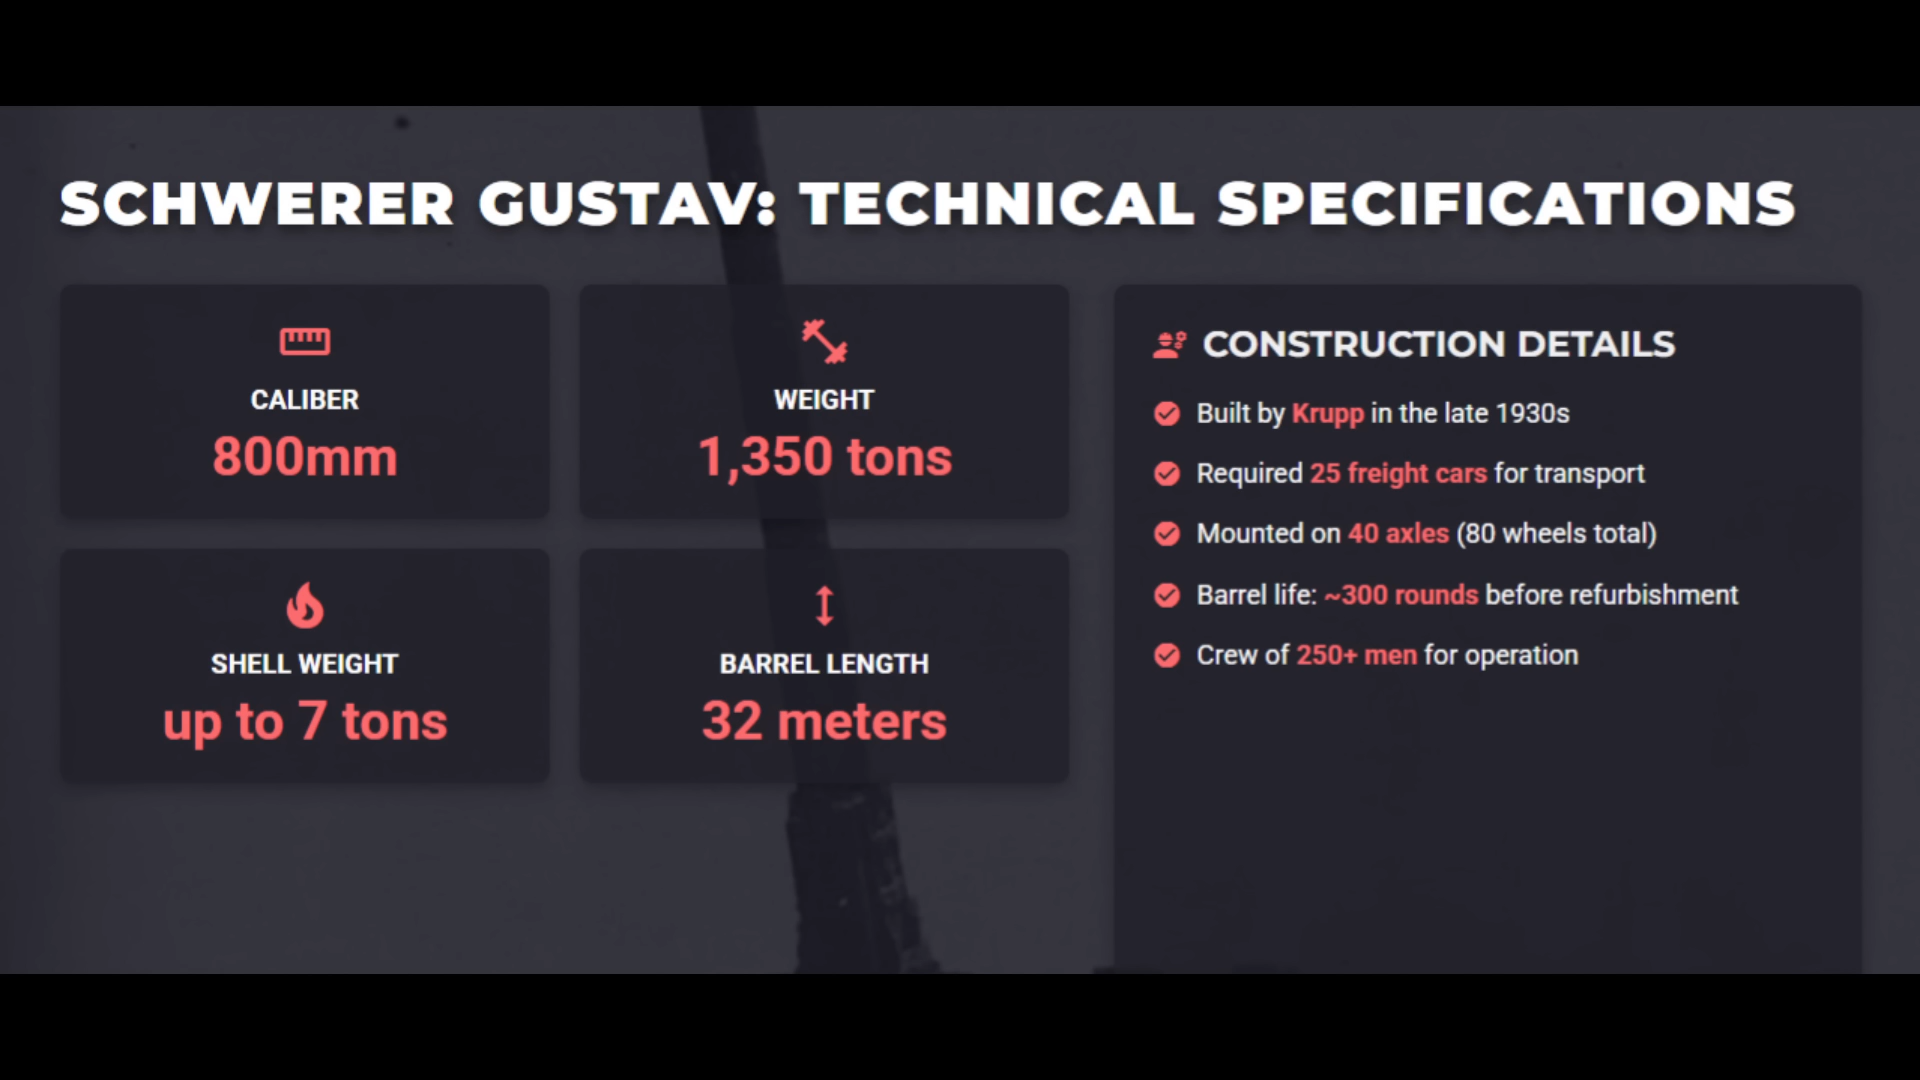 SCHWERER GUSTAV: TECHNICAL SPECIFICATIONS
CALIBER
800mm
WEIGHT
1,350 tons
SHELL WEIGHT
up to 7 tons
BARREL LENGTH
32 meters
CONSTRUCTION DETAILS
Built by Krupp in the late 1930s
Required 25 freight cars for transport
Mounted on 40 axles (80 wheels total)
Barrel life: ~300 rounds before refurbishment
Crew of 250+ men for operation